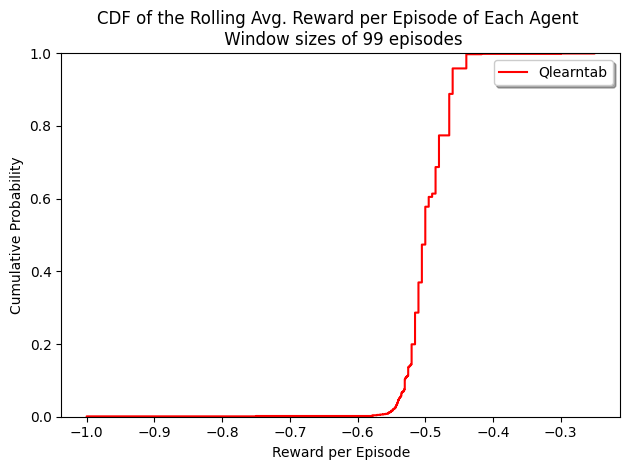 CDF of the Rolling Avg. Reward per Episode of Each Agent
Window sizes of 99 episodes
Qlearntab
Cumulative Probability
1.0
0.8
0.6
0.4
0.2
0.0
−1.0 −0.9 −0.8 −0.7 −0.6 −0.5 −0.4 −0.3
Reward per Episode